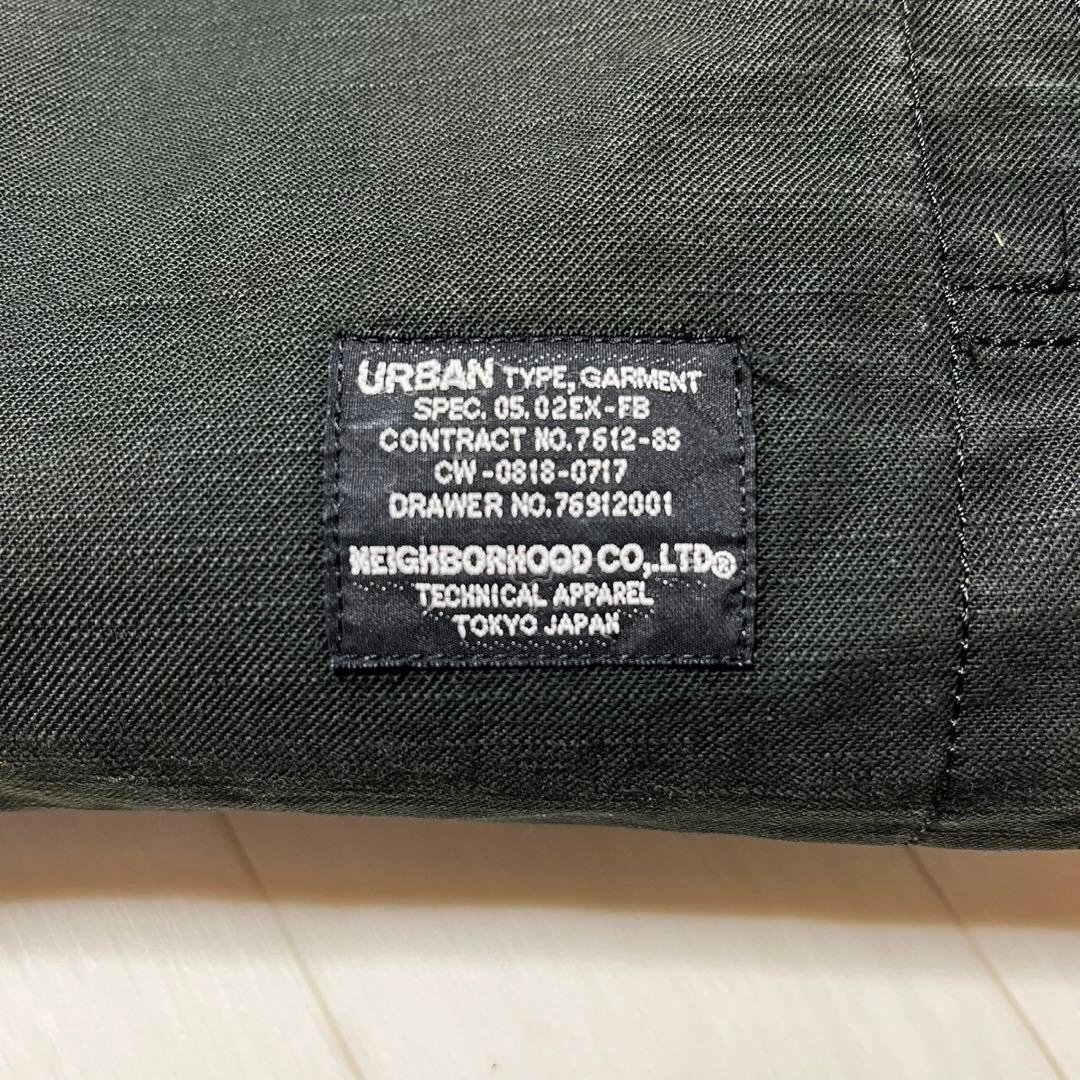 URBAN TYPE, GARMENT
SPEC. 05.02EX-FB
CONTRACT NO.7612-83
CW-0818-0717
DRAWER NO.76912001
NEIGHBORHOOD CO,.LTD®
TECHNICAL APPAREL
TOKYO JAPAN